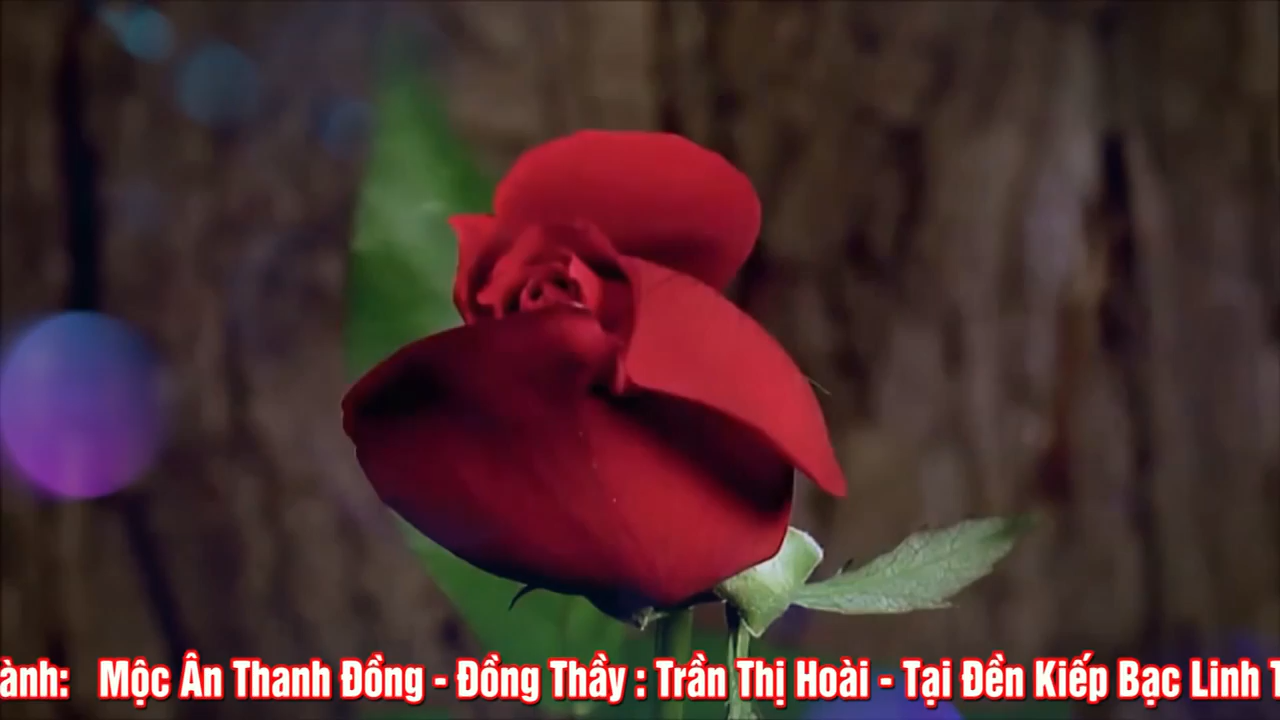 ành: Mộc Ân Thanh Đồng - Đồng Thầy : Trần Thị Hoài - Tại Đền Kiếp Bạc Linh T